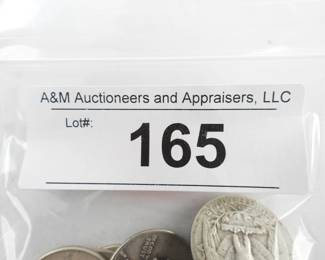 A&M Auctioneers and Appraisers, LLC
Lot#:
165